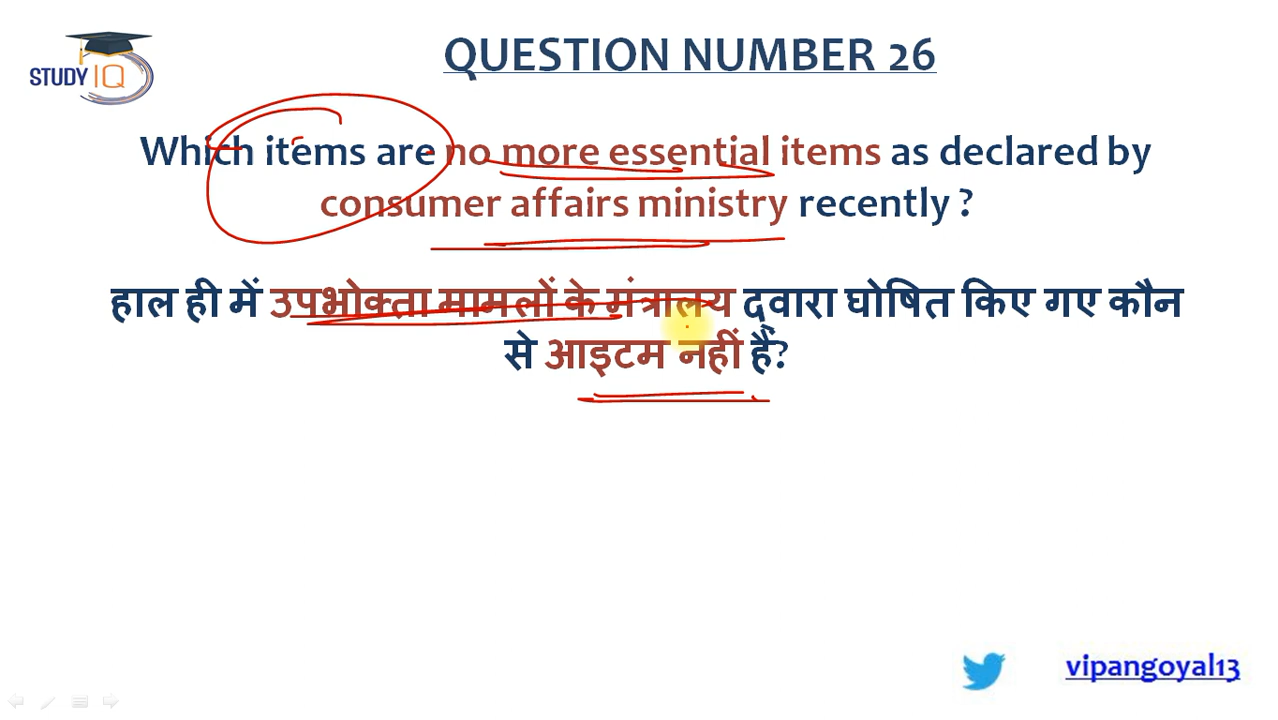 STUDY IQ
QUESTION NUMBER 26
Which items are no more essential items as declared by
consumer affairs ministry recently ?
हाल ही में उपभोक्ता मामलों के मंत्रालय द्वारा घोषित किए गए कौन
से आइटम नहीं हैं?
vipangoyal13